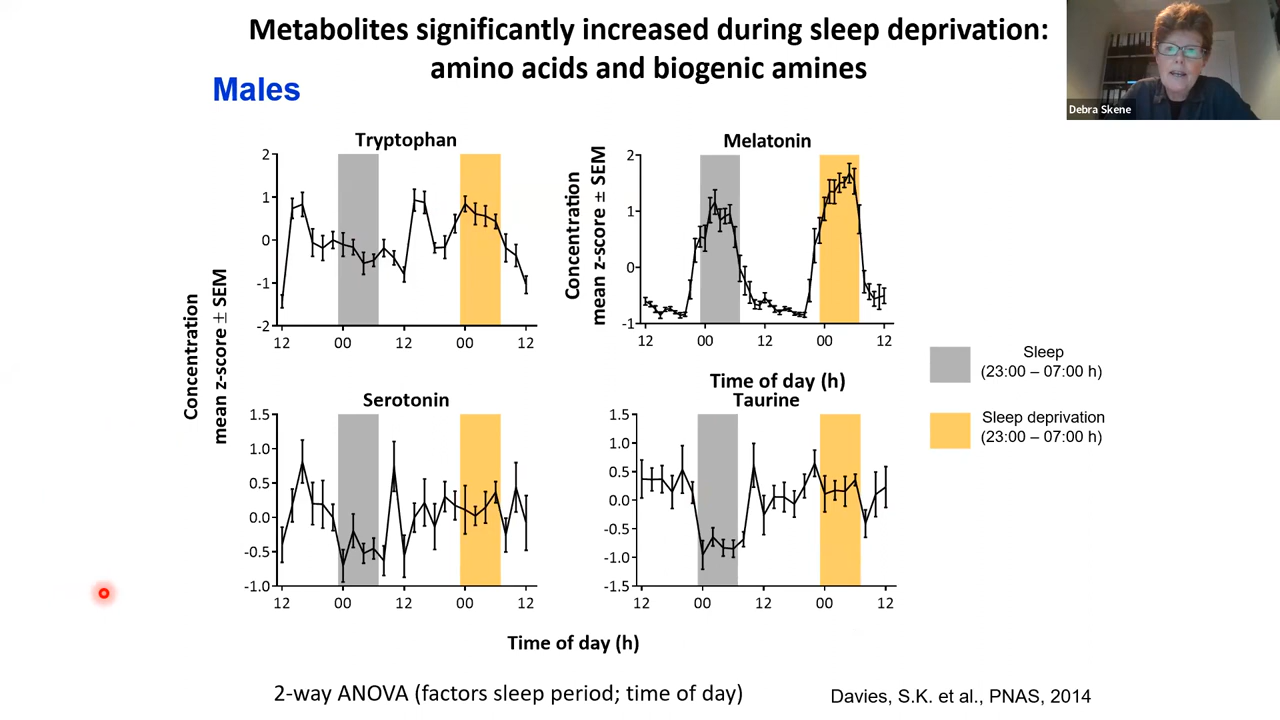 Metabolites significantly increased during sleep deprivation:
amino acids and biogenic amines
Males
Debra Skene
Tryptophan
2
1
0
-1
-2
12
00
12
00
12
Melatonin
Concentration
mean z-score ± SEM
2
1
0
-1
12
00
12
00
12
Time of day (h)
Concentration
mean z-score ± SEM
Serotonin
1.5
1.0
0.5
0.0
-0.5
-1.0
12
00
12
00
12
Taurine
1.5
1.0
0.5
0.0
-0.5
-1.0
-1.5
12
00
12
00
12
Time of day (h)
Sleep
(23:00 – 07:00 h)
Sleep deprivation
(23:00 – 07:00 h)
2-way ANOVA (factors sleep period; time of day)
Davies, S.K. et al., PNAS, 2014